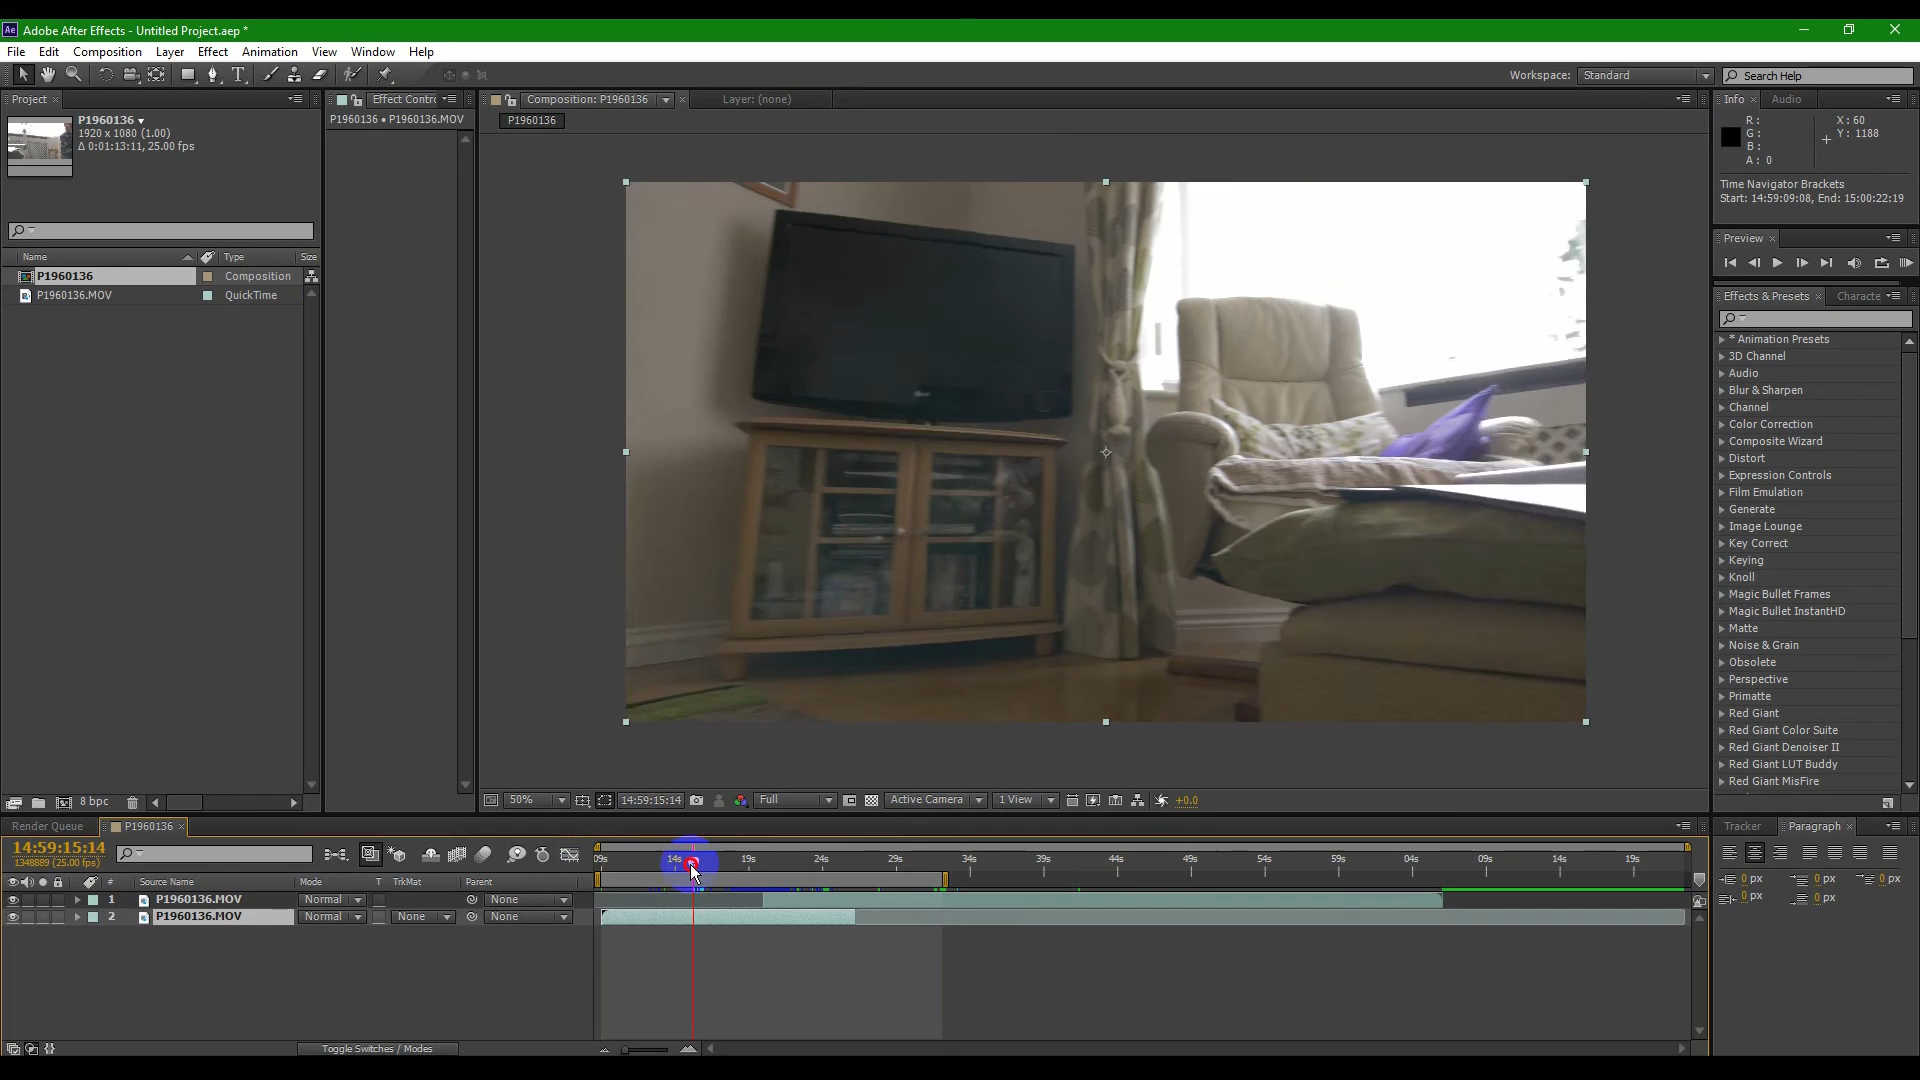 Ae Adobe After Effects - Untitled Project.aep *
File Edit Composition Layer Effect Animation View Window Help
Workspace: Standard Search Help
Project Effect Contro Composition: P1960136 Layer: (none) Info Audio
P1960136
1920 x 1080 (1.00)
Δ 0:01:13:11, 25.00 fps
P1960136 • P1960136.MOV
P1960136
R: X: 60
G: Y: 1188
B:
A: 0
Time Navigator Brackets
Start: 14:59:09:08, End: 15:00:22:19
Preview
Name Type Size
P1960136 Composition
P1960136.MOV QuickTime
Effects & Presets Characte
* Animation Presets
3D Channel
Audio
Blur & Sharpen
Channel
Color Correction
Composite Wizard
Distort
Expression Controls
Film Emulation
Generate
Image Lounge
Key Correct
Keying
Knoll
Magic Bullet Frames
Magic Bullet InstantHD
Matte
Noise & Grain
Obsolete
Perspective
Primatte
Red Giant
Red Giant Color Suite
Red Giant Denoiser II
Red Giant LUT Buddy
Red Giant MisFire
8 bpc
50% 14:59:15:14 Full Active Camera 1 View +0.0
Render Queue P1960136
Tracker Paragraph
14:59:15:14
1348889 (25.00 fps)
09s 14s 19s 24s 29s 34s 39s 44s 49s 54s 59s 04s 09s 14s 19s
# Source Name Mode T TrkMat Parent
1 P1960136.MOV Normal None
2 P1960136.MOV Normal None None
0 px 0 px 0 px
0 px 0 px
Toggle Switches / Modes